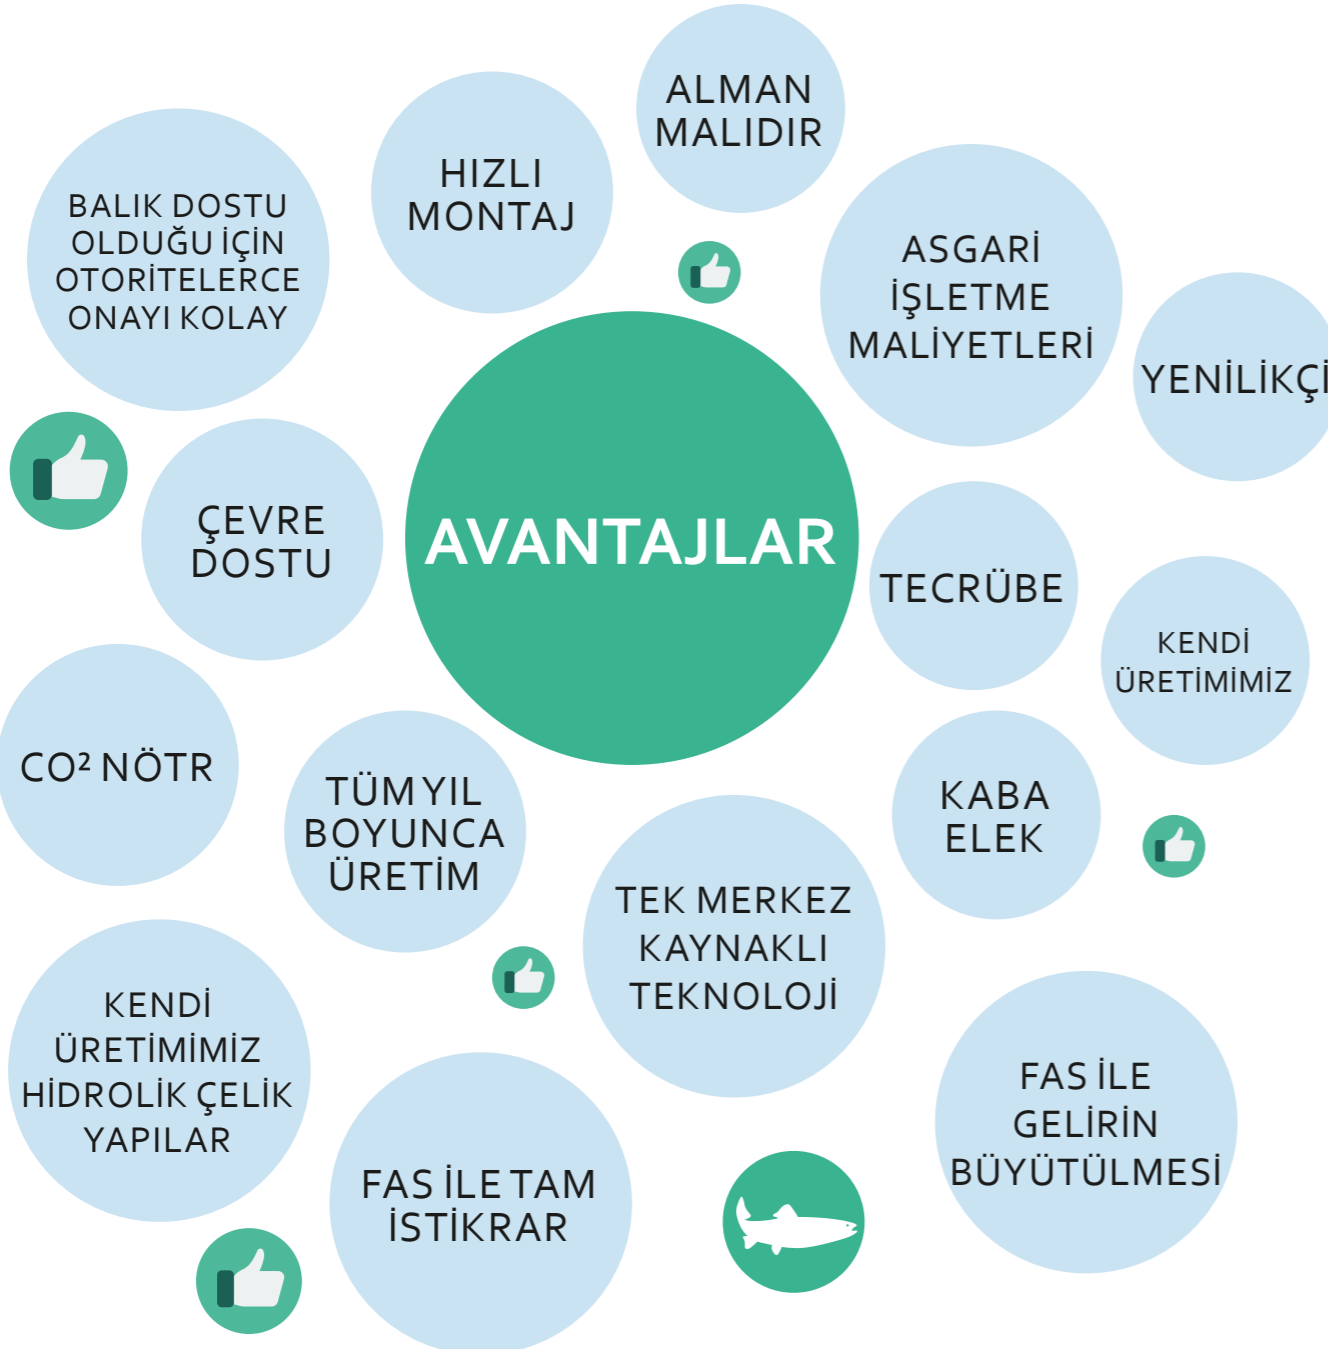 ALMAN
MALIDIR
HIZLI
MONTAJ
BALIK DOSTU
OLDUĞU İÇİN
OTORİTELERCE
ONAYI KOLAY
ASGARİ
İŞLETME
MALİYETLERİ
YENİLİKÇİ
ÇEVRE
DOSTU
AVANTAJLAR
TECRÜBE
KENDİ
ÜRETİMİMİZ
CO² NÖTR
TÜM YIL
BOYUNCA
ÜRETİM
KABA
ELEK
TEK MERKEZ
KAYNAKLI
TEKNOLOJİ
KENDİ
ÜRETİMİMİZ
HİDROLİK ÇELİK
YAPILAR
FAS İLE TAM
İSTİKRAR
FAS İLE
GELİRİN
BÜYÜTÜLMESİ